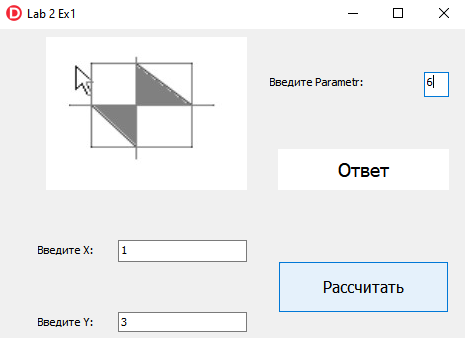 Lab 2 Ex1
Введите Parametr:
6
Ответ
Введите X:
1
Рассчитать
Введите Y:
3